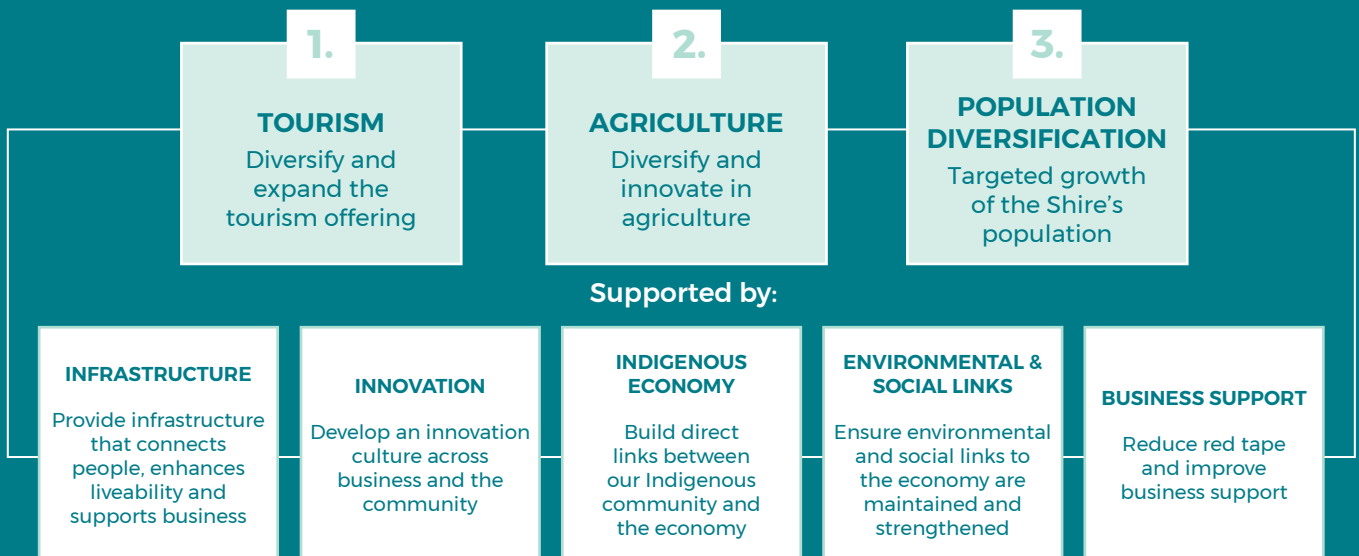 1.
TOURISM
Diversify and
expand the
tourism offering
2.
AGRICULTURE
Diversify and
innovate in
agriculture
3.
POPULATION
DIVERSIFICATION
Targeted growth
of the Shire’s
population
Supported by:
INFRASTRUCTURE
Provide infrastructure
that connects
people, enhances
liveability and
supports business
INNOVATION
Develop an innovation
culture across
business and the
community
INDIGENOUS
ECONOMY
Build direct
links between
our Indigenous
community and
the economy
ENVIRONMENTAL &
SOCIAL LINKS
Ensure environmental
and social links to
the economy are
maintained and
strengthened
BUSINESS SUPPORT
Reduce red tape
and improve
business support